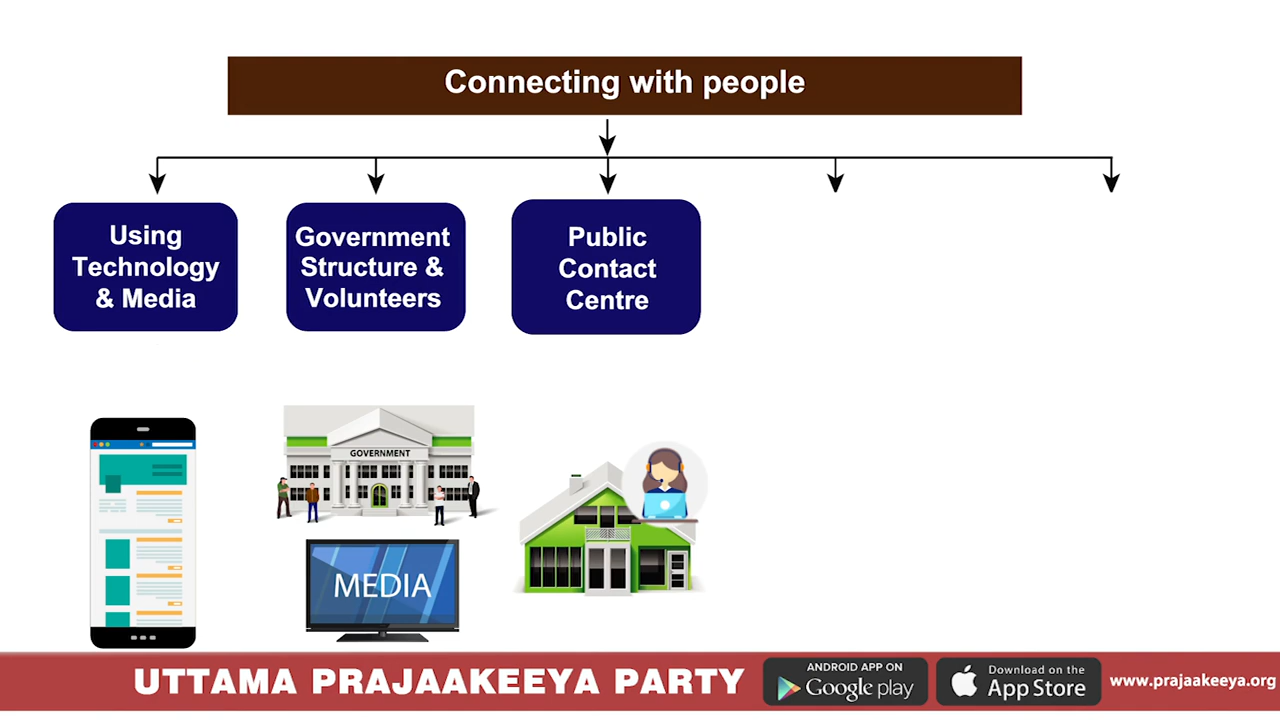 Connecting with people
Using
Technology
& Media
Government
Structure &
Volunteers
Public
Contact
Centre
GOVERNMENT
MEDIA
UTTAMA PRAJAAKEEYA PARTY
ANDROID APP ON
Google play
Download on the
App Store
www.prajaakeeya.org